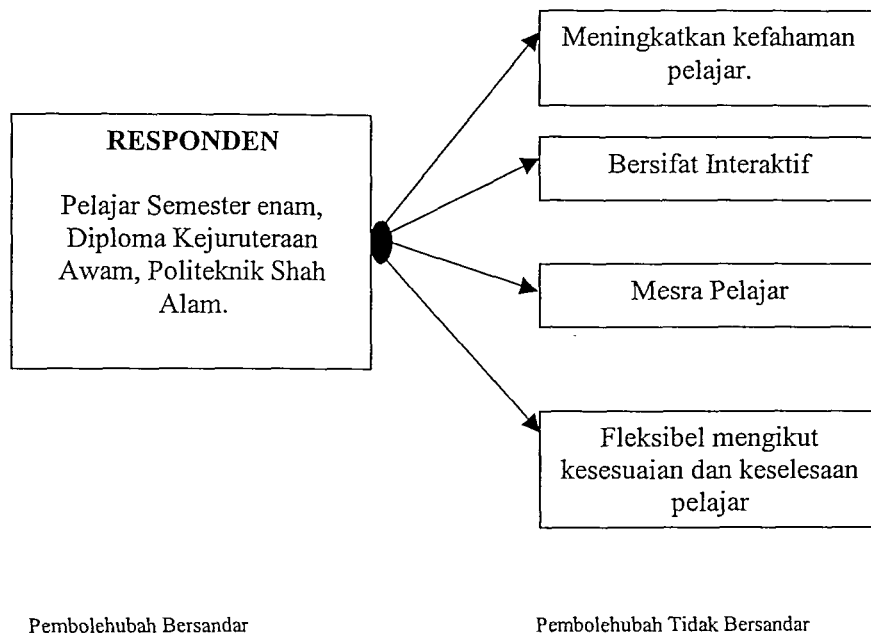 RESPONDEN
Pelajar Semester enam,
Diploma Kejuruteraan
Awam, Politeknik Shah
Alam.
Meningkatkan kefahaman
pelajar.
Bersifat Interaktif
Mesra Pelajar
Fleksibel mengikut
kesesuaian dan keselesaan
pelajar
Pembolehubah Bersandar
Pembolehubah Tidak Bersandar